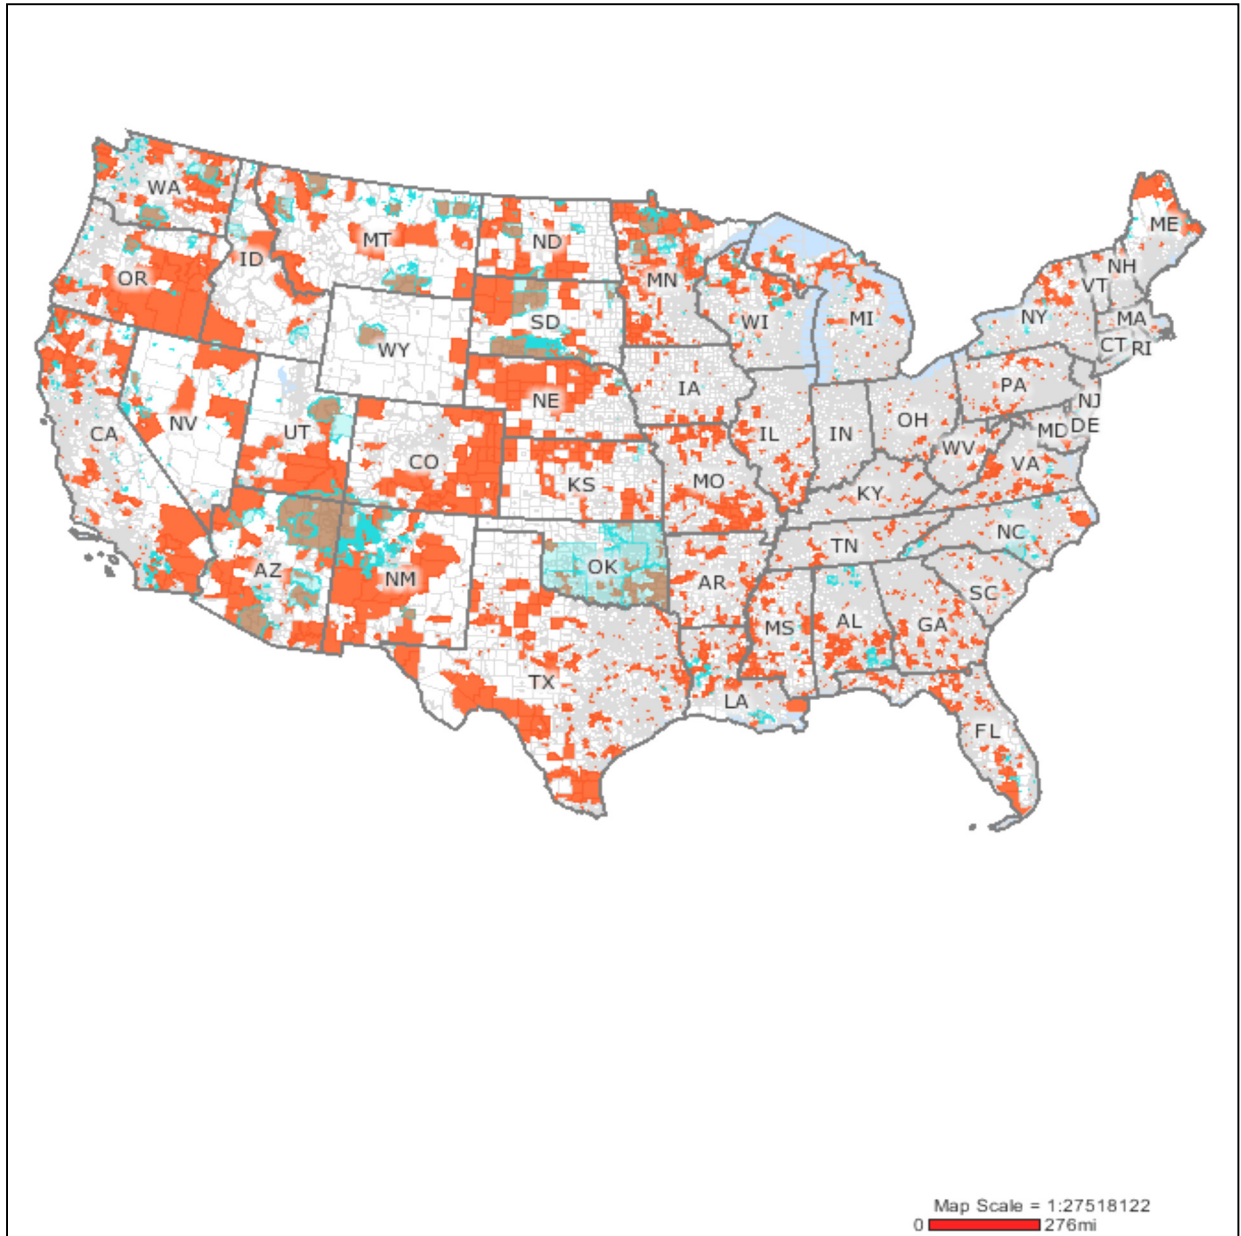 WA
ME
MT
ND
NH
ID
OR
MN
VT
WI
MI
NY
MA
SD
CT RI
WY
IA
PA
NE
NJ
NV
OH
DE
UT
IL
IN
MD
CA
CO
WV
VA
KS
MO
KY
NC
TN
OK
AZ
NM
AR
SC
MS
AL
GA
TX
LA
FL
Map Scale = 1:27518122
0 276mi